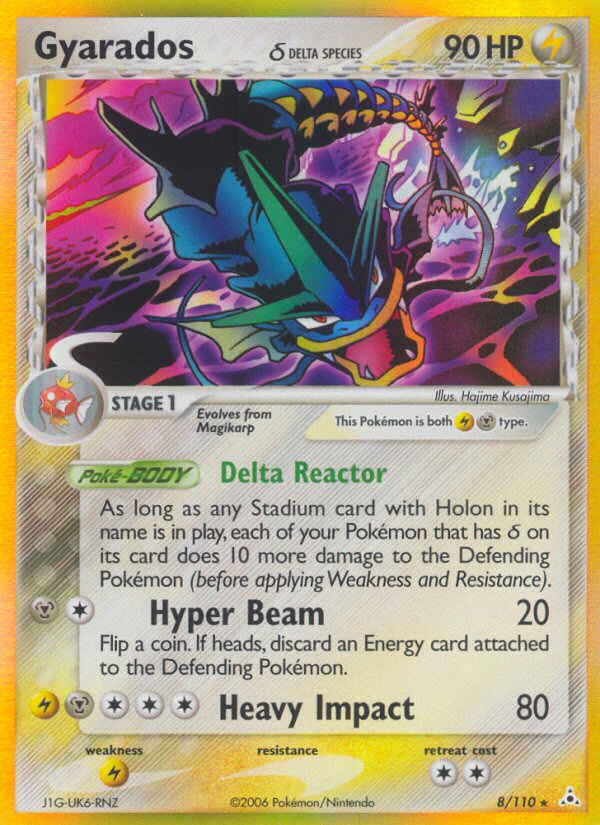 Gyarados δ DELTA SPECIES 90 HP
Illus. Hajime Kusajima
STAGE 1
Evolves from
Magikarp
This Pokémon is both type.
Poké-BODY Delta Reactor
As long as any Stadium card with Holon in its
name is in play, each of your Pokémon that has δ on
its card does 10 more damage to the Defending
Pokémon (before applying Weakness and Resistance).
Hyper Beam 20
Flip a coin. If heads, discard an Energy card attached
to the Defending Pokémon.
Heavy Impact 80
weakness resistance retreat cost
J1G-UK6-RNZ ©2006 Pokémon/Nintendo 8/110 ★